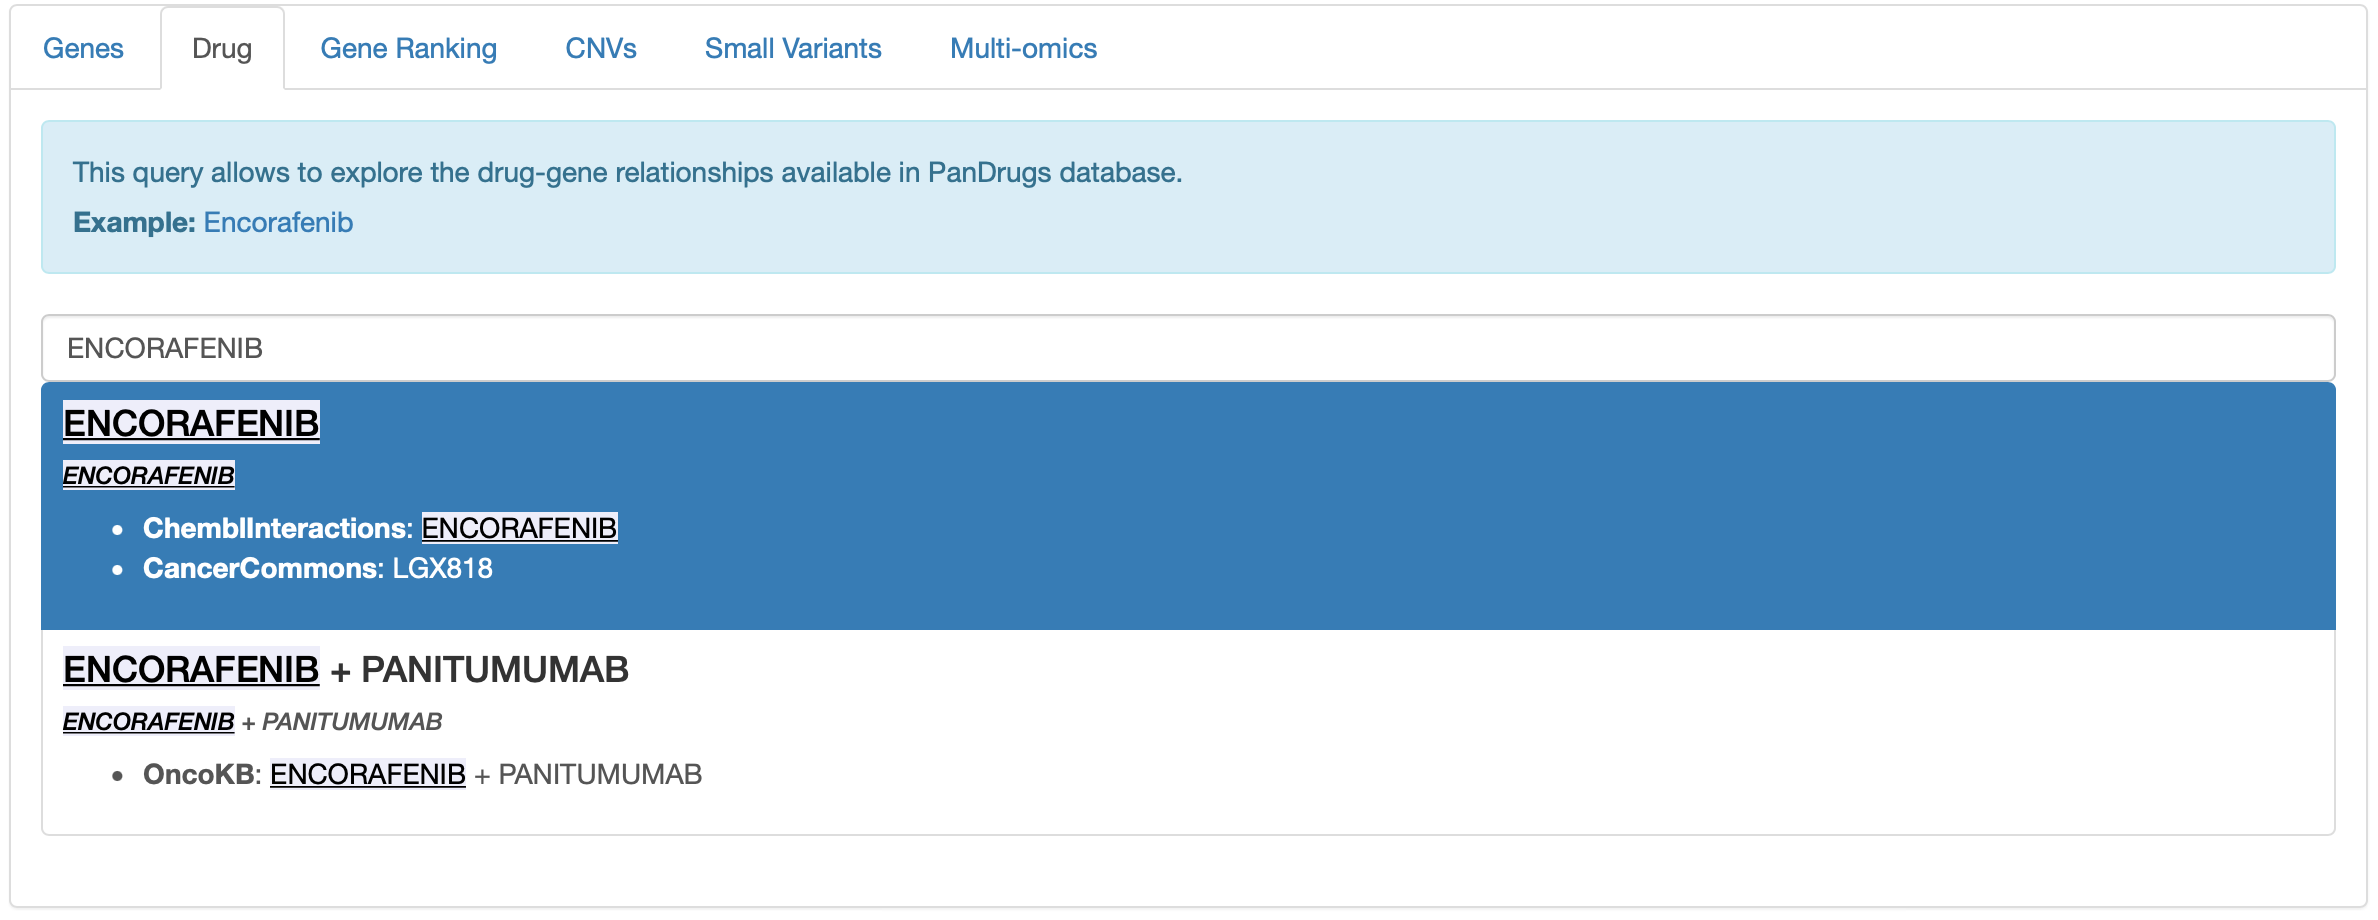 Genes Drug Gene Ranking CNVs Small Variants Multi-omics
This query allows to explore the drug-gene relationships available in PanDrugs database.
Example: Encorafenib
ENCORAFENIB
ENCORAFENIB
ENCORAFENIB
• ChemblInteractions: ENCORAFENIB
• CancerCommons: LGX818
ENCORAFENIB + PANITUMUMAB
ENCORAFENIB + PANITUMUMAB
• OncoKB: ENCORAFENIB + PANITUMUMAB